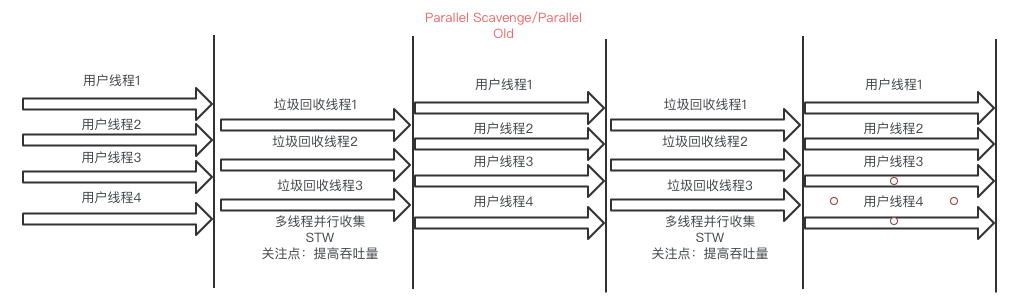 Parallel Scavenge/Parallel
Old
用户线程1
用户线程2
用户线程3
用户线程4
垃圾回收线程1
垃圾回收线程2
垃圾回收线程3
多线程并行收集
STW
关注点：提高吞吐量
用户线程1
用户线程2
用户线程3
用户线程4
垃圾回收线程1
垃圾回收线程2
垃圾回收线程3
多线程并行收集
STW
关注点：提高吞吐量
用户线程1
用户线程2
用户线程3
用户线程4